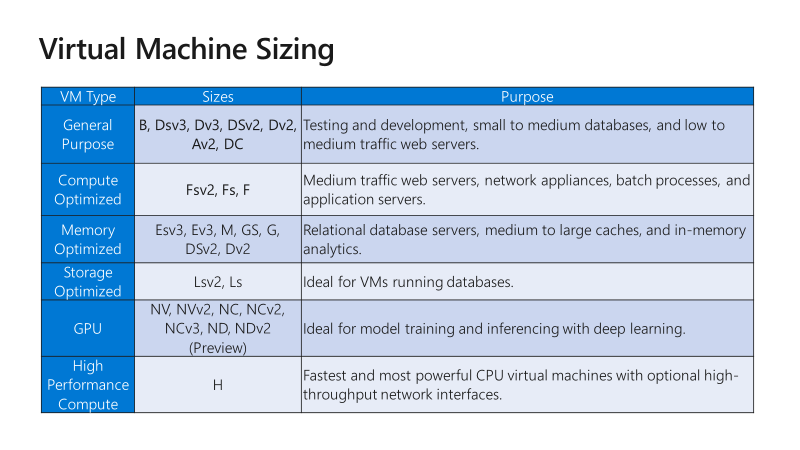 Virtual Machine Sizing
VM Type
Sizes
Purpose
General
Purpose
B, Dsv3, Dv3, DSv2, Dv2,
Av2, DC
Testing and development, small to medium databases, and low to
medium traffic web servers.
Compute
Optimized
Fsv2, Fs, F
Medium traffic web servers, network appliances, batch processes, and
application servers.
Memory
Optimized
Esv3, Ev3, M, GS, G,
DSv2, Dv2
Relational database servers, medium to large caches, and in-memory
analytics.
Storage
Optimized
Lsv2, Ls
Ideal for VMs running databases.
GPU
NV, NVv2, NC, NCv2,
NCv3, ND, NDv2
(Preview)
Ideal for model training and inferencing with deep learning.
High
Performance
Compute
H
Fastest and most powerful CPU virtual machines with optional high-
throughput network interfaces.